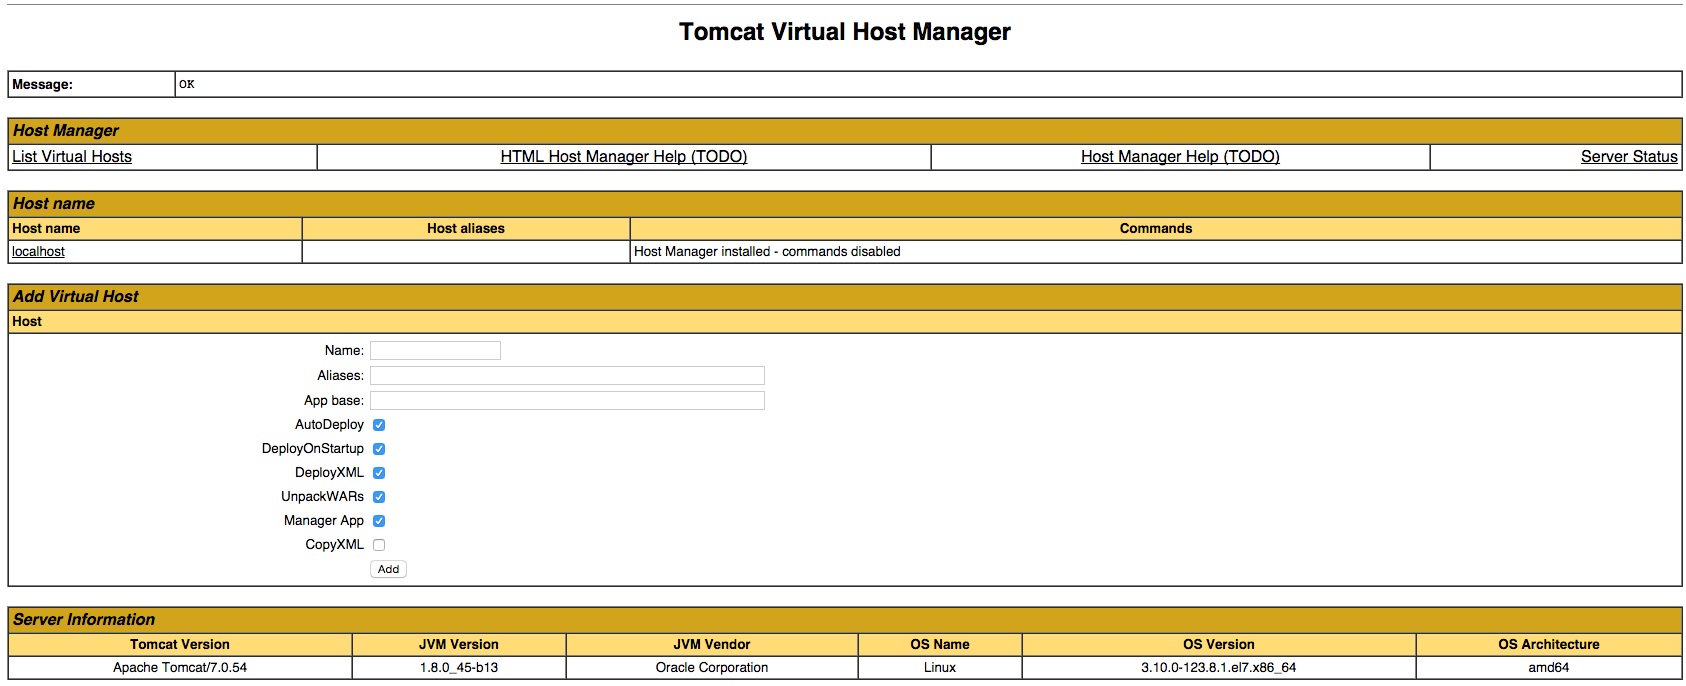 Tomcat Virtual Host Manager
Message: OK
Host Manager
List Virtual Hosts HTML Host Manager Help (TODO) Host Manager Help (TODO) Server Status
Host name
Host name Host aliases Commands
localhost Host Manager installed - commands disabled
Add Virtual Host
Host
Name:
Aliases:
App base:
AutoDeploy
DeployOnStartup
DeployXML
UnpackWARs
Manager App
CopyXML
Add
Server Information
Tomcat Version JVM Version JVM Vendor OS Name OS Version OS Architecture
Apache Tomcat/7.0.54 1.8.0_45-b13 Oracle Corporation Linux 3.10.0-123.8.1.el7.x86_64 amd64